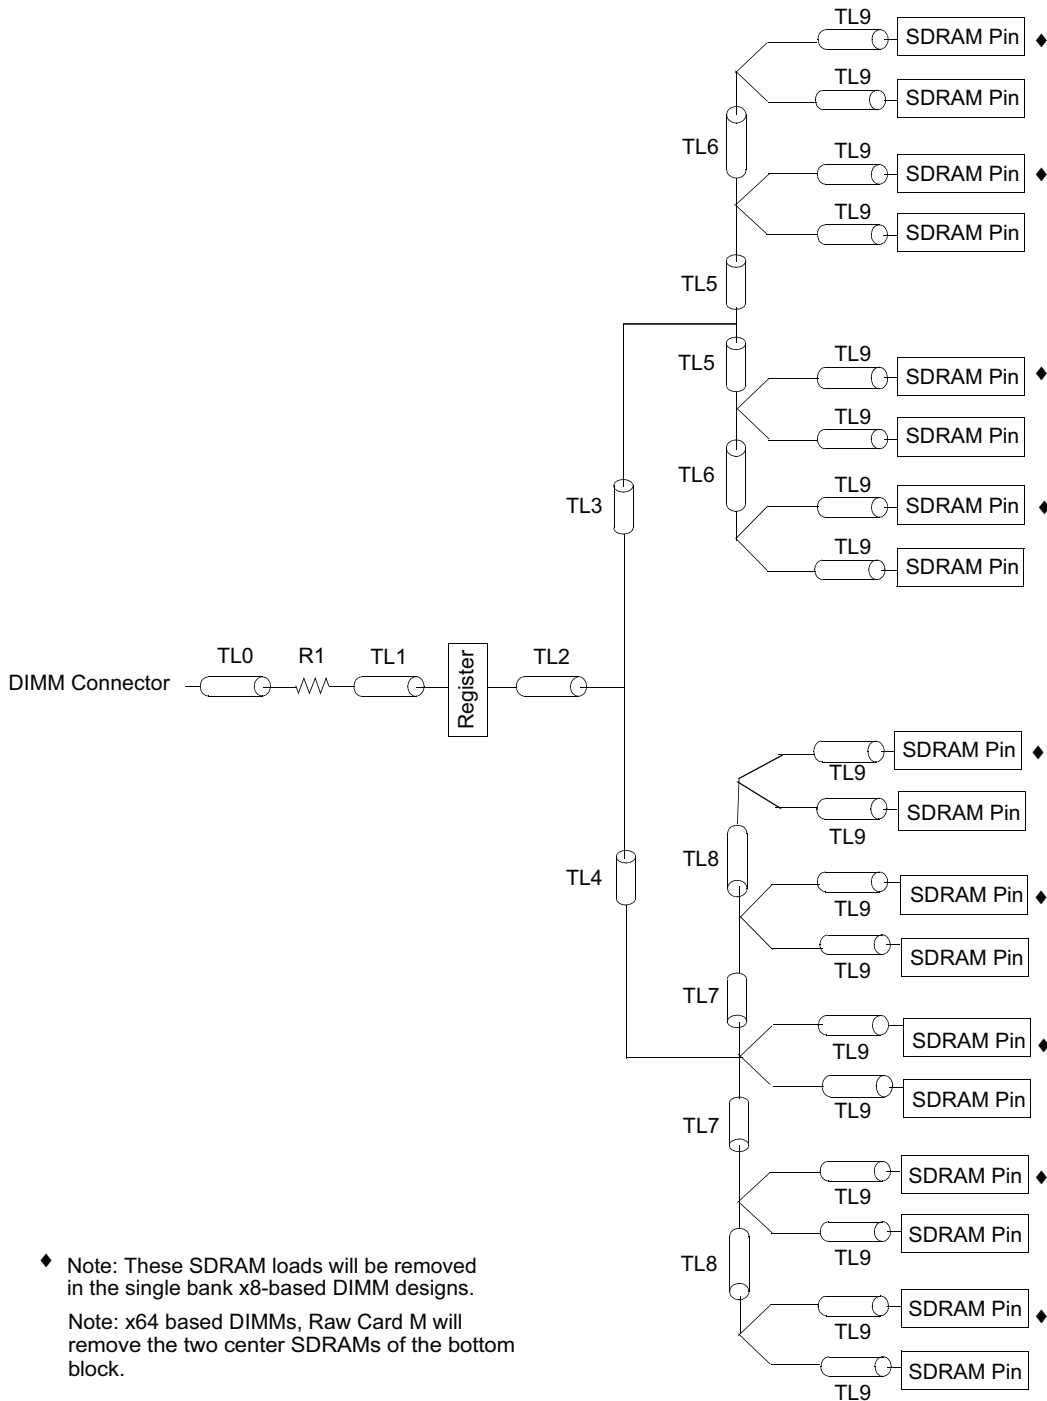 TL9
SDRAM Pin ♦
TL9
SDRAM Pin
TL6
TL9
SDRAM Pin ♦
TL9
SDRAM Pin
TL5
TL5
TL9
SDRAM Pin ♦
TL9
SDRAM Pin
TL6
TL9
SDRAM Pin ♦
TL3
TL9
SDRAM Pin
DIMM Connector
TL0
R1
TL1
Register
TL2
SDRAM Pin ♦
TL9
SDRAM Pin
TL9
TL8
TL4
SDRAM Pin ♦
TL9
SDRAM Pin
TL9
TL7
SDRAM Pin ♦
TL9
SDRAM Pin
TL9
TL7
SDRAM Pin ♦
TL9
SDRAM Pin
TL9
TL8
SDRAM Pin ♦
TL9
SDRAM Pin
TL9
♦ Note: These SDRAM loads will be removed
in the single bank x8-based DIMM designs.
Note: x64 based DIMMs, Raw Card M will
remove the two center SDRAMs of the bottom
block.